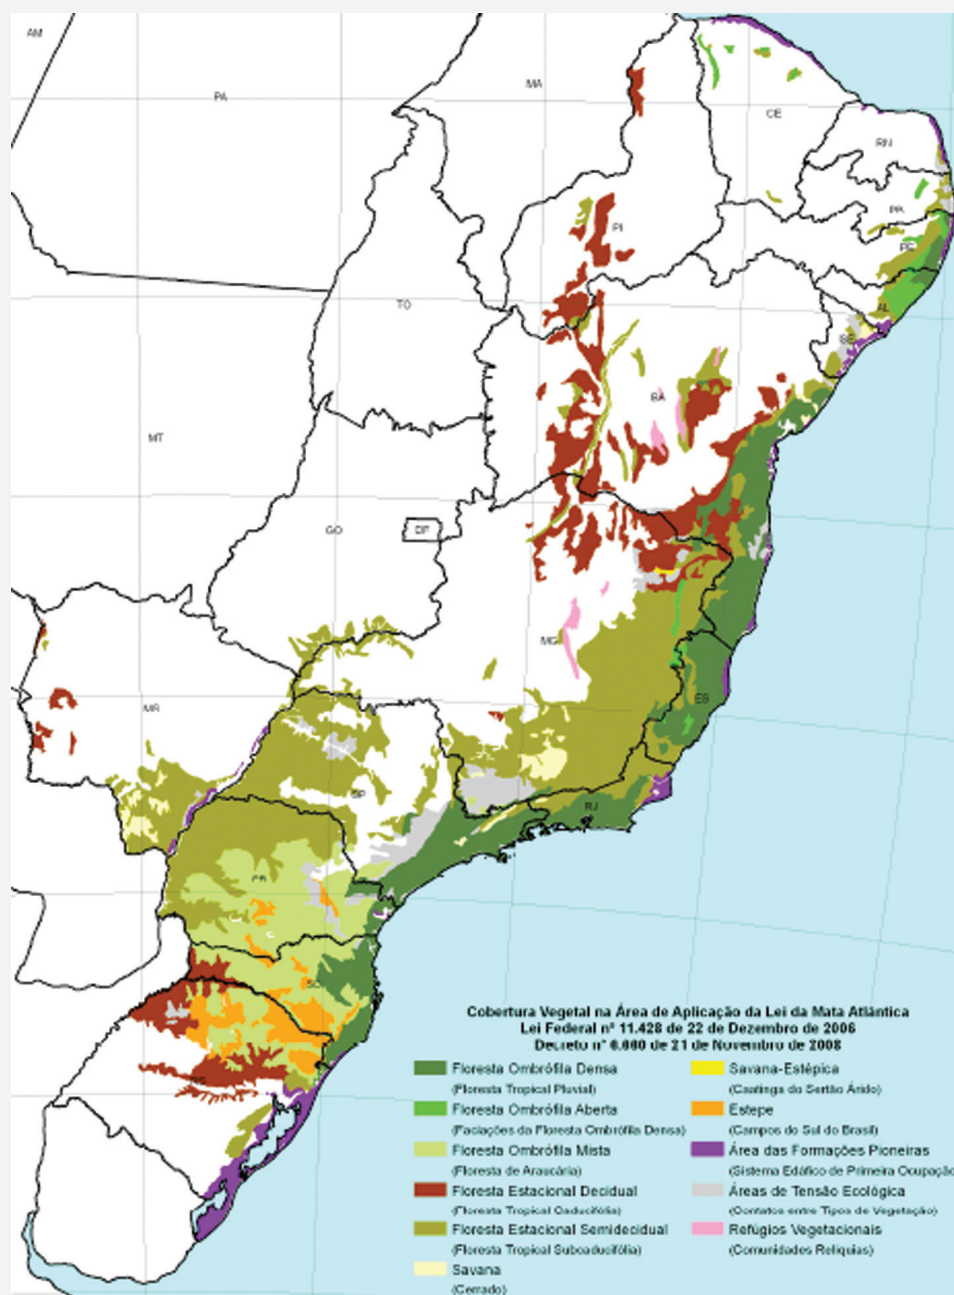 AM
PA
MA
CE
RN
PB
PE
PI
AL
SE
TO
BA
MT
GO
DF
MG
ES
MS
SP
RJ
PR
SC
RS
Cobertura Vegetal na Área de Aplicação da Lei da Mata Atlântica
Lei Federal nº 11.428 de 22 de Dezembro de 2006
Decreto nº 6.660 de 21 de Novembro de 2008
Floresta Ombrófila Densa
(Floresta Tropical Pluvial)
Floresta Ombrófila Aberta
(Faciações da Floresta Ombrófila Densa)
Floresta Ombrófila Mista
(Floresta de Araucária)
Floresta Estacional Decidual
(Floresta Tropical Caducifólia)
Floresta Estacional Semidecidual
(Floresta Tropical Subcaducifólia)
Savana
(Cerrado)
Savana-Estépica
(Caatinga do Sertão Árido)
Estepe
(Campos do Sul do Brasil)
Área das Formações Pioneiras
(Sistema Edáfico de Primeira Ocupação
Áreas de Tensão Ecológica
(Contatos entre Tipos de Vegetação)
Refúgios Vegetacionais
(Comunidades Relíquias)